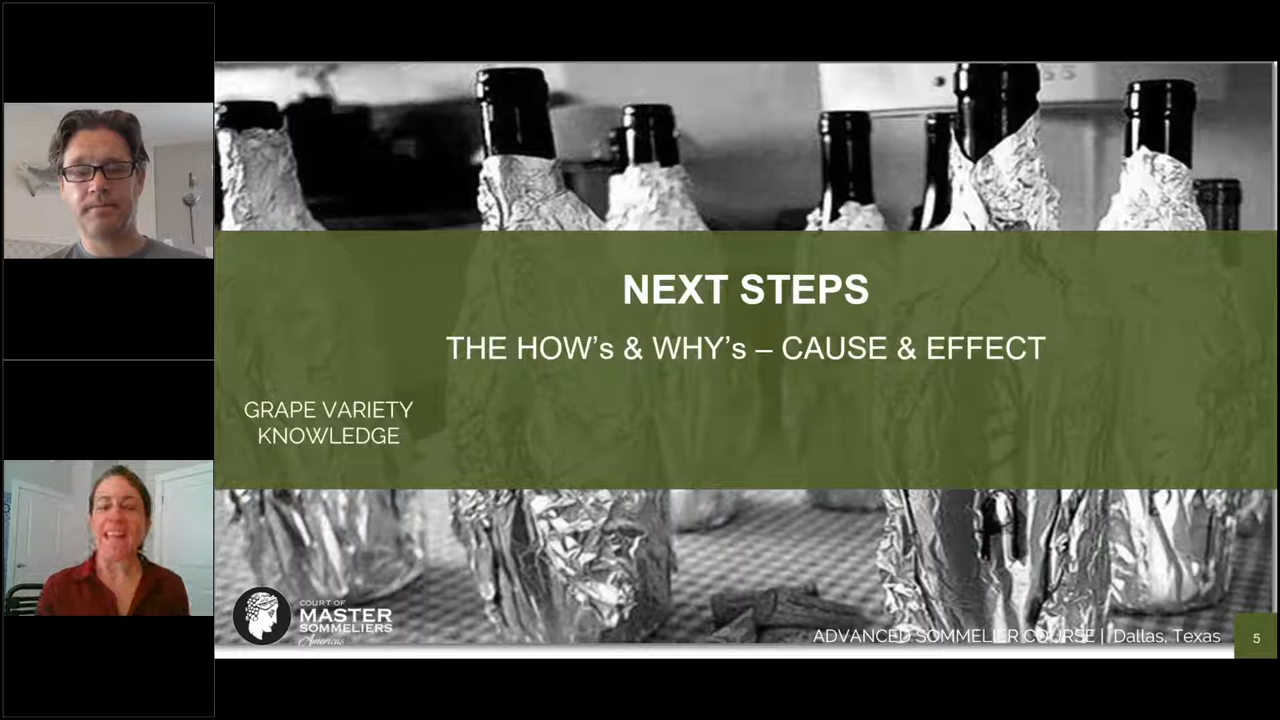 NEXT STEPS
THE HOW's & WHY's – CAUSE & EFFECT
GRAPE VARIETY
KNOWLEDGE
COURT OF
MASTER
SOMMELIERS
Americas
ADVANCED SOMMELIER COURSE | Dallas, Texas
5